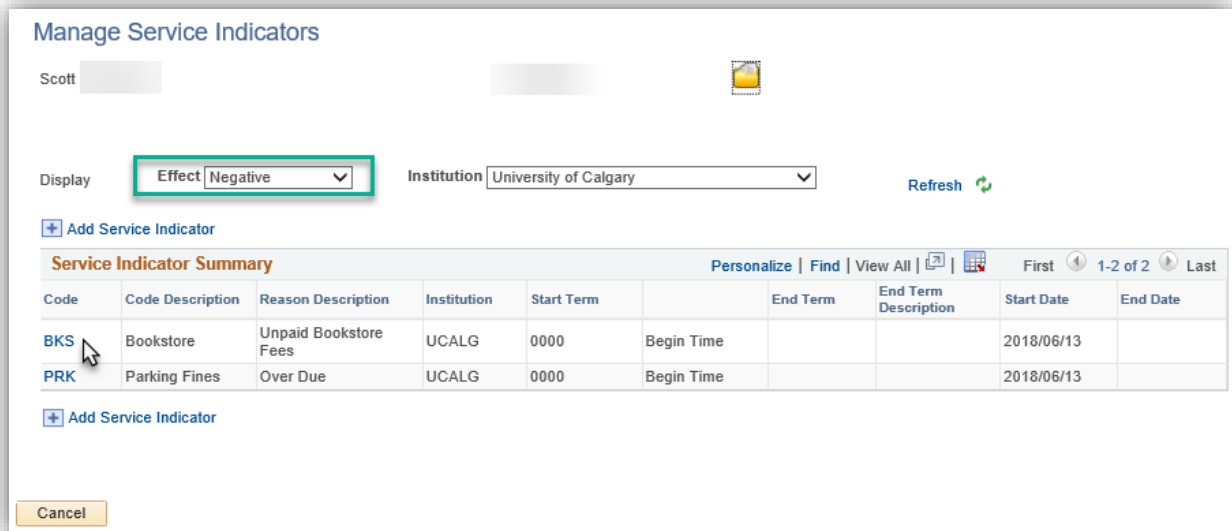 Manage Service Indicators
Scott
Display Effect Negative Institution University of Calgary Refresh
Add Service Indicator
Service Indicator Summary Personalize | Find | View All | | First 1-2 of 2 Last
Code Code Description Reason Description Institution Start Term End Term End Term Description Start Date End Date
BKS Bookstore Unpaid Bookstore Fees UCALG 0000 Begin Time 2018/06/13
PRK Parking Fines Over Due UCALG 0000 Begin Time 2018/06/13
Add Service Indicator
Cancel